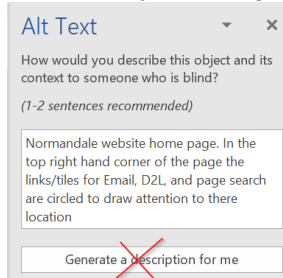 Alt Text
How would you describe this object and its
context to someone who is blind?
(1-2 sentences recommended)
Normandale website home page. In the
top right hand corner of the page the
links/tiles for Email, D2L, and page search
are circled to draw attention to there
location
Generate a description for me